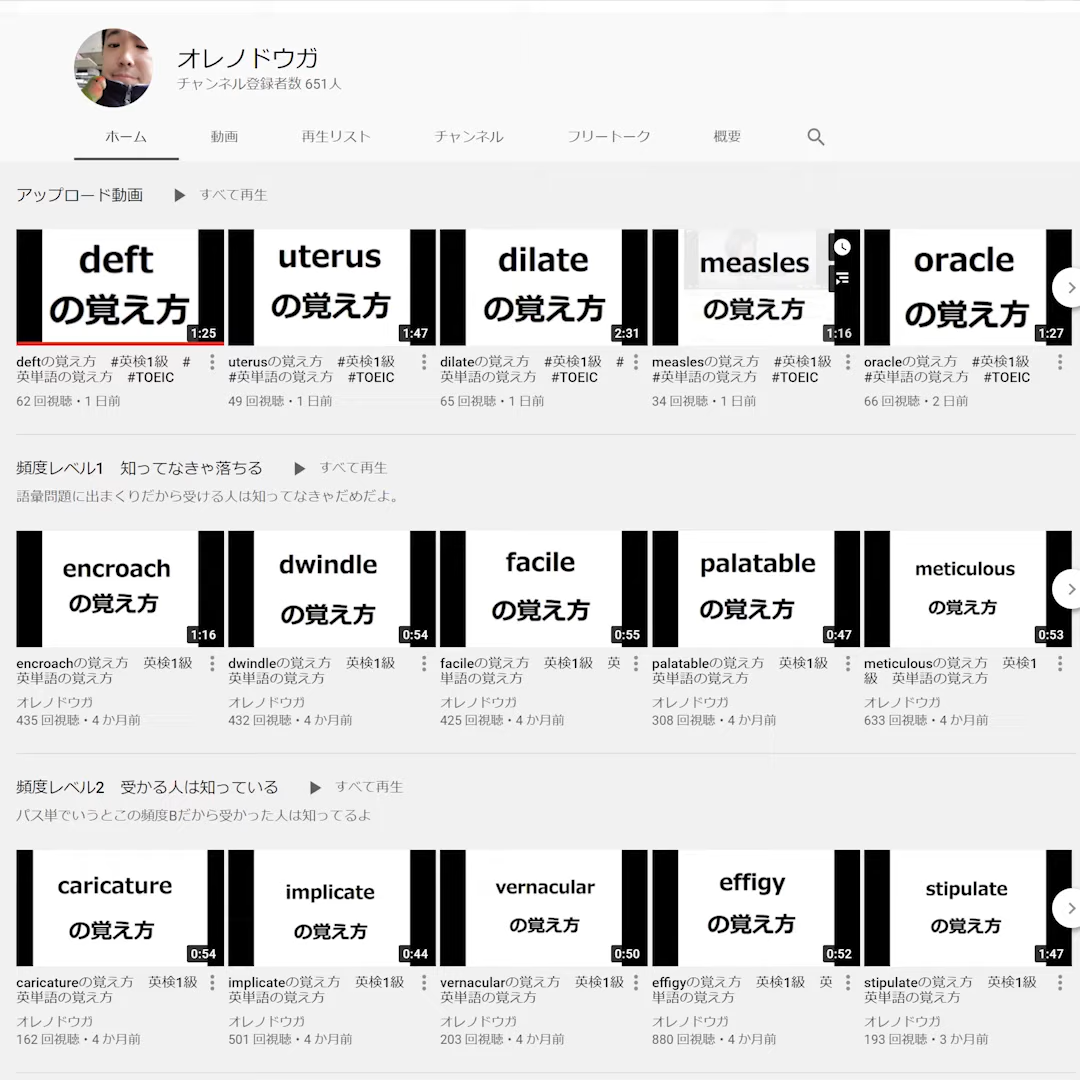 オレノドウガ
チャンネル登録者数 651人
ホーム 動画 再生リスト チャンネル フリートーク 概要
アップロード動画 すべて再生
deft
の覚え方
1:25
uterus
の覚え方
1:47
dilate
の覚え方
2:31
measles
の覚え方
1:16
oracle
の覚え方
1:27
deftの覚え方 #英検1級 #
英単語の覚え方 #TOEIC
62 回視聴・1 日前
uterusの覚え方 #英検1級
#英単語の覚え方 #TOEIC
49 回視聴・1 日前
dilateの覚え方 #英検1級 #
英単語の覚え方 #TOEIC
65 回視聴・1 日前
measlesの覚え方 #英検1級
#英単語の覚え方 #TOEIC
34 回視聴・1 日前
oracleの覚え方 #英検1級
#英単語の覚え方 #TOEIC
66 回視聴・2 日前
頻度レベル1 知ってなきゃ落ちる すべて再生
語彙問題に出まくりだから受ける人は知ってなきゃだめだよ。
encroach
の覚え方
1:16
dwindle
の覚え方
0:54
facile
の覚え方
0:55
palatable
の覚え方
0:47
meticulous
の覚え方
0:53
encroachの覚え方 英検1級
英単語の覚え方
オレノドウガ
435 回視聴・4 か月前
dwindleの覚え方 英検1級
英単語の覚え方
オレノドウガ
432 回視聴・4 か月前
facileの覚え方 英検1級 英
単語の覚え方
オレノドウガ
425 回視聴・4 か月前
palatableの覚え方 英検1級
英単語の覚え方
オレノドウガ
308 回視聴・4 か月前
meticulousの覚え方 英検1
級 英単語の覚え方
オレノドウガ
633 回視聴・4 か月前
頻度レベル2 受かる人は知っている すべて再生
パス単でいうとこの頻度Bだから受かった人は知ってるよ
caricature
の覚え方
0:54
implicate
の覚え方
0:44
vernacular
の覚え方
0:50
effigy
の覚え方
0:52
stipulate
の覚え方
1:47
caricatureの覚え方 英検1級
英単語の覚え方
オレノドウガ
162 回視聴・4 か月前
implicateの覚え方 英検1級
英単語の覚え方
オレノドウガ
501 回視聴・4 か月前
vernacularの覚え方 英検1級
英単語の覚え方
オレノドウガ
203 回視聴・4 か月前
effigyの覚え方 英検1級 英
単語の覚え方
オレノドウガ
880 回視聴・4 か月前
stipulateの覚え方 英検1級
英単語の覚え方
オレノドウガ
193 回視聴・3 か月前